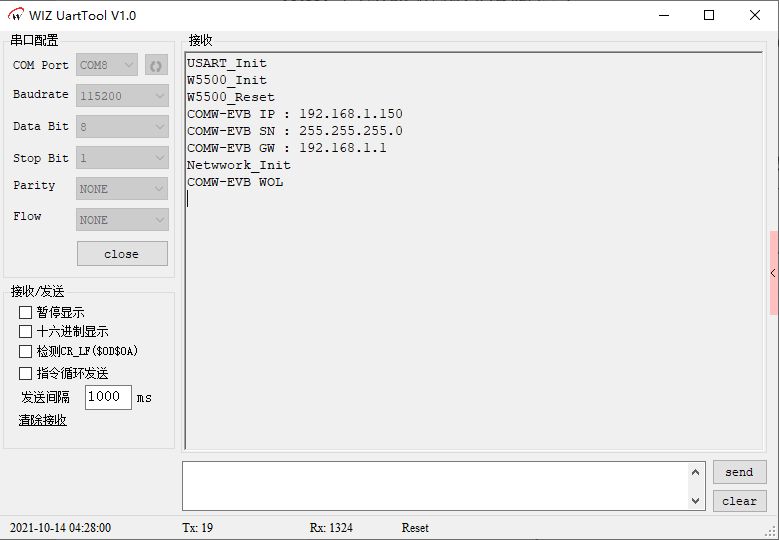 WIZ UartTool V1.0
串口配置
COM Port COM8
Baudrate 115200
Data Bit 8
Stop Bit 1
Parity NONE
Flow NONE
close
接收/发送
暂停显示
十六进制显示
检测CR_LF($0D$0A)
指令循环发送
发送间隔 1000 ms
清除接收
接收
USART_Init
W5500_Init
W5500_Reset
COMW-EVB IP : 192.168.1.150
COMW-EVB SN : 255.255.255.0
COMW-EVB GW : 192.168.1.1
Netwwork_Init
COMW-EVB WOL
send
clear
2021-10-14 04:28:00 Tx: 19 Rx: 1324 Reset